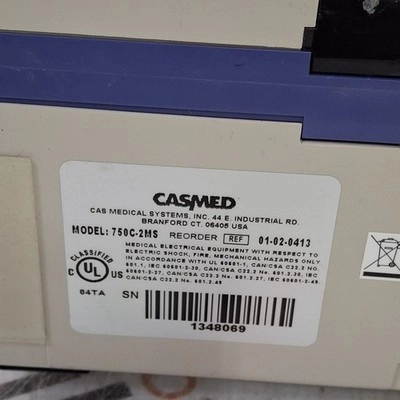 CASMED
CAS MEDICAL SYSTEMS, INC. 44 E. INDUSTRIAL RD.
BRANFORD CT. 06405 USA
MODEL: 750C-2MS REORDER REF 01-02-0413
MEDICAL ELECTRICAL EQUIPMENT WITH RESPECT TO
ELECTRIC SHOCK, FIRE, MECHANICAL HAZARDS ONLY
IN ACCORDANCE WITH UL 60601-1, CAN/CSA C22.2 No.
601.1, IEC 60601-2-30, CAN/CSA C22.2 No. 601.2.30, IEC
60601-2-27, CAN/CSA C22.2 No. 601.2.27, IEC 60601-2-49,
CAN/CSA C22.2 No. 601.2.49
CLASSIFIED
C UL US
84TA
SN
1348069